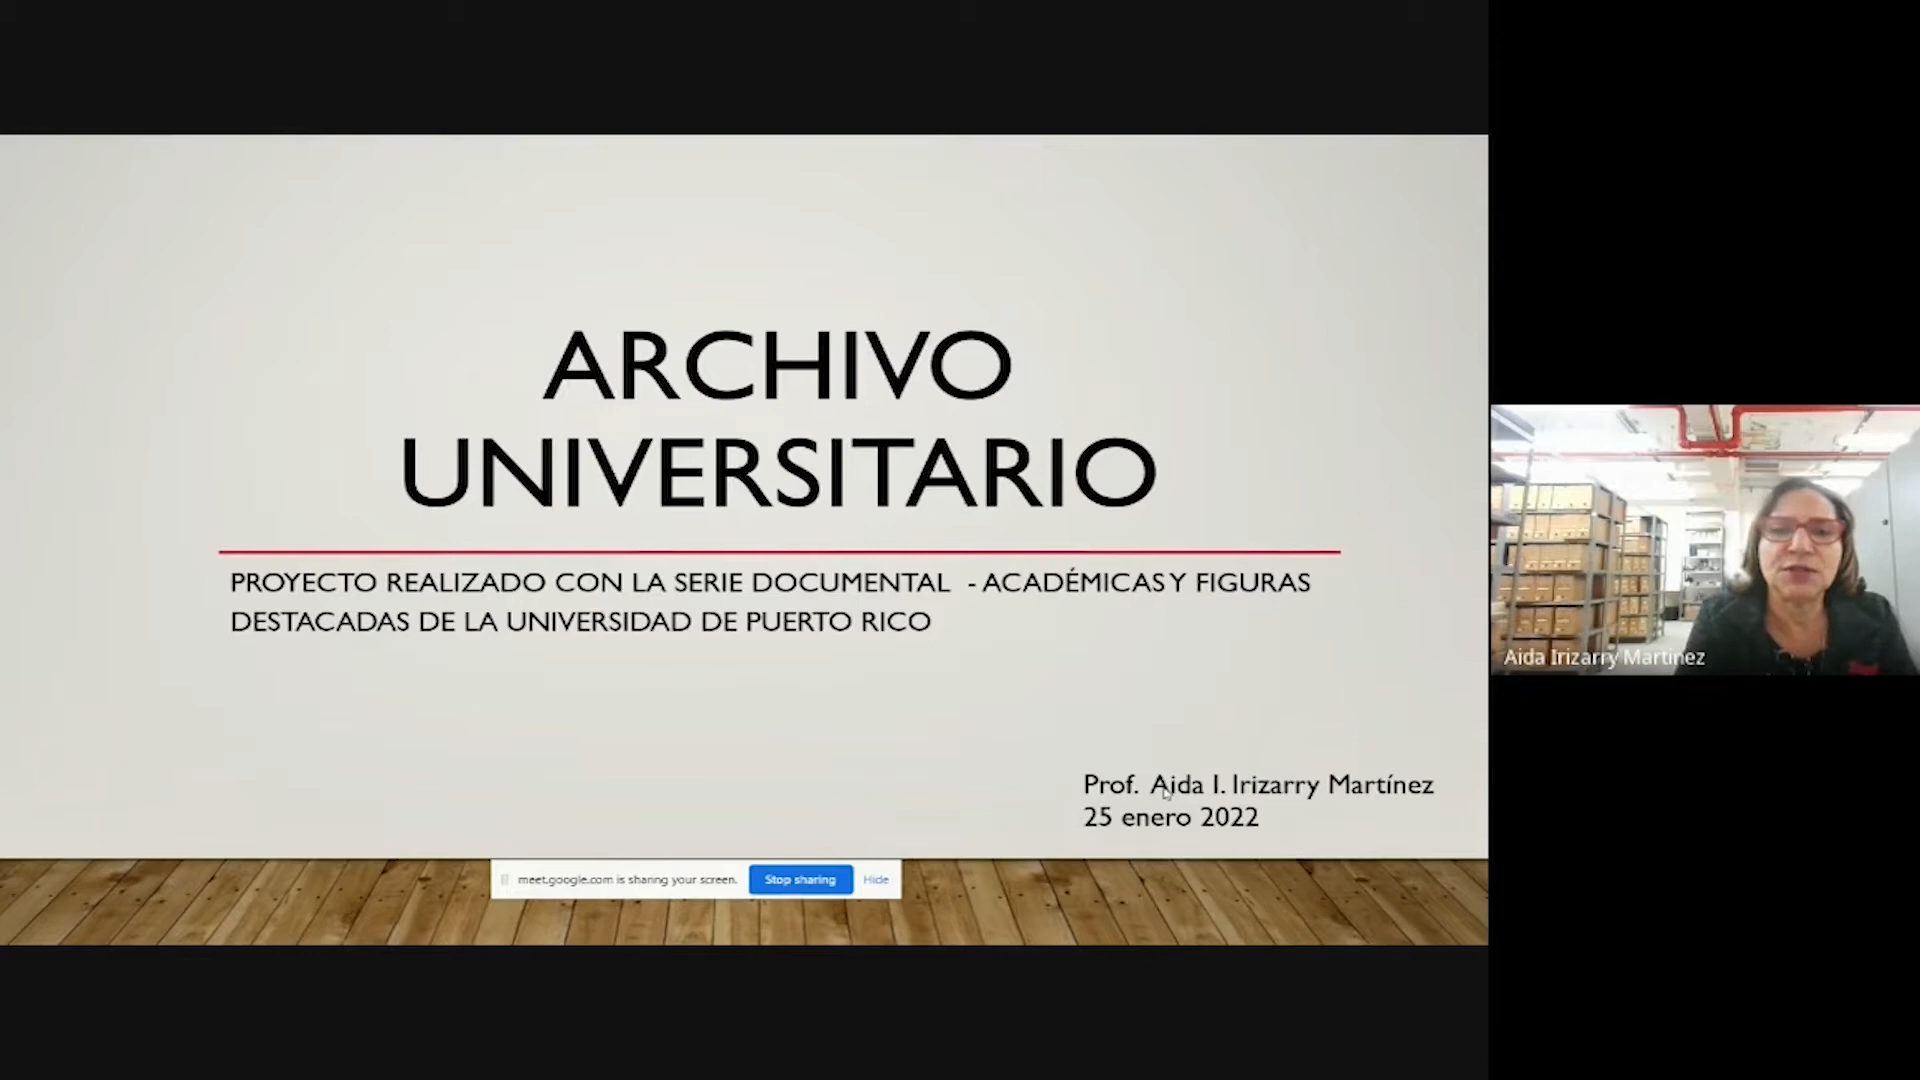 ARCHIVO
UNIVERSITARIO
PROYECTO REALIZADO CON LA SERIE DOCUMENTAL - ACADÉMICAS Y FIGURAS
DESTACADAS DE LA UNIVERSIDAD DE PUERTO RICO
Prof. Aida I. Irizarry Martínez
25 enero 2022
meet.google.com is sharing your screen. Stop sharing Hide
Aida Irizarry Martinez